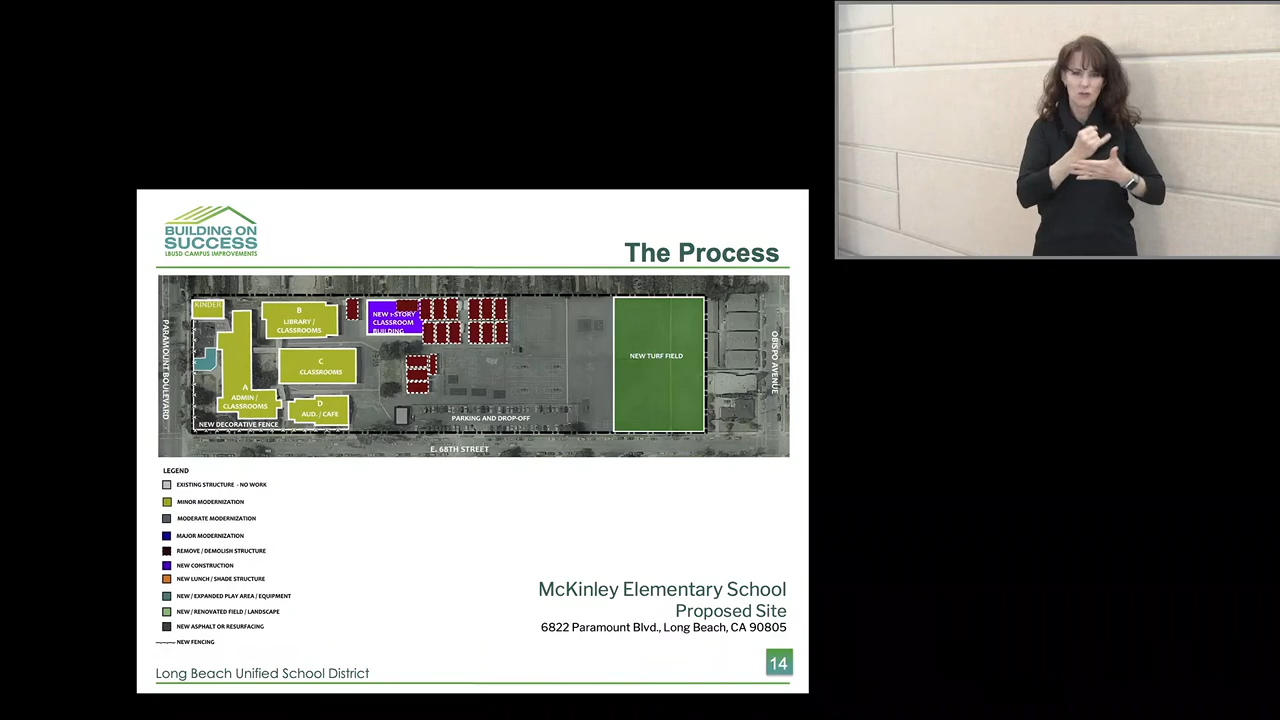 BUILDING ON
SUCCESS
LBUSD CAMPUS IMPROVEMENTS
The Process
PARAMOUNT BOULEVARD
KINDER
B
LIBRARY /
CLASSROOMS
NEW 1-STORY
CLASSROOM
BUILDING
C
CLASSROOMS
A
ADMIN /
CLASSROOMS
D
AUD. / CAFE
NEW DECORATIVE FENCE
PARKING AND DROP-OFF
NEW TURF FIELD
OBISPO AVENUE
E. 68TH STREET
LEGEND
EXISTING STRUCTURE - NO WORK
MINOR MODERNIZATION
MODERATE MODERNIZATION
MAJOR MODERNIZATION
REMOVE / DEMOLISH STRUCTURE
NEW CONSTRUCTION
NEW LUNCH / SHADE STRUCTURE
NEW / EXPANDED PLAY AREA / EQUIPMENT
NEW / RENOVATED FIELD / LANDSCAPE
NEW ASPHALT OR RESURFACING
NEW FENCING
McKinley Elementary School
Proposed Site
6822 Paramount Blvd., Long Beach, CA 90805
14
Long Beach Unified School District